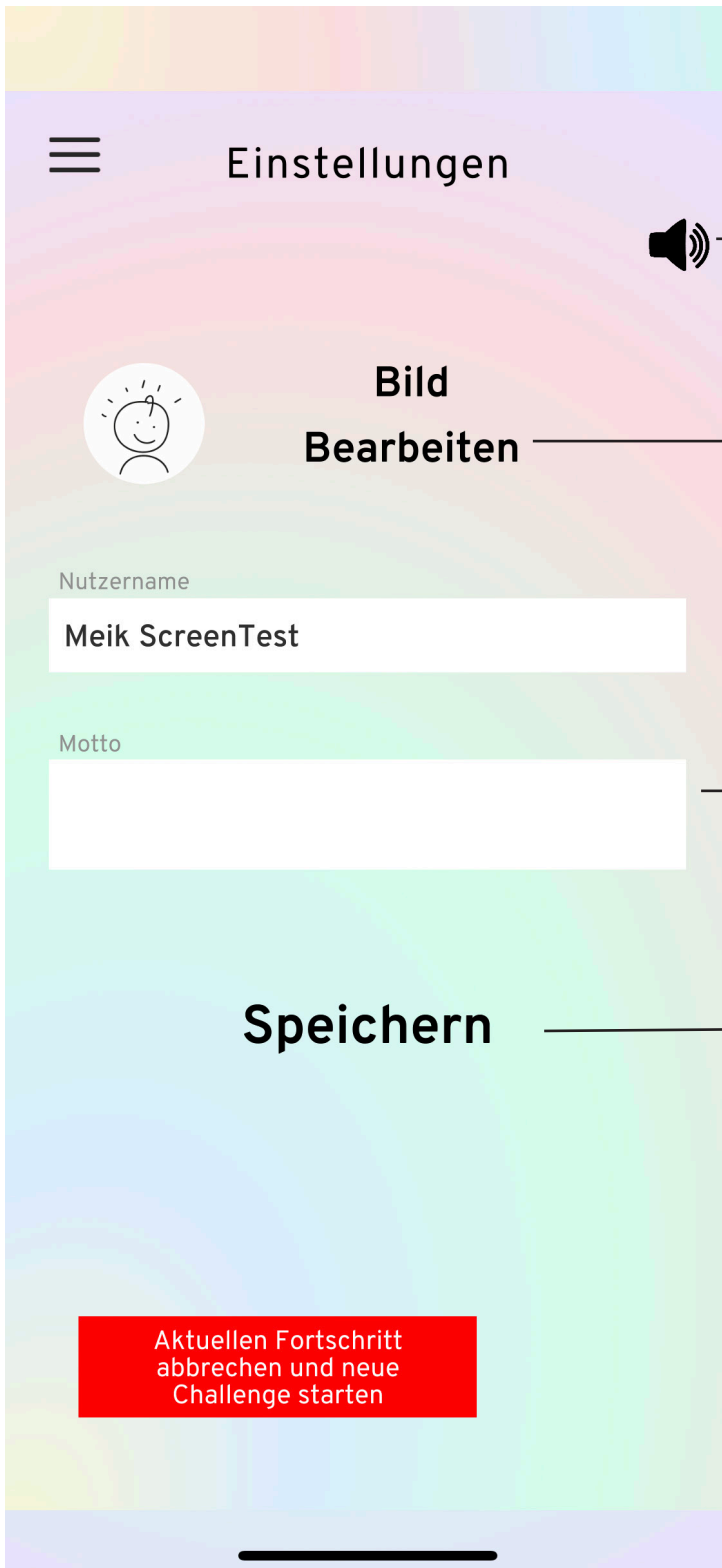 Einstellungen
Bild
Bearbeiten
Nutzername
Meik ScreenTest
Motto
Speichern
Aktuellen Fortschritt
abbrechen und neue
Challenge starten